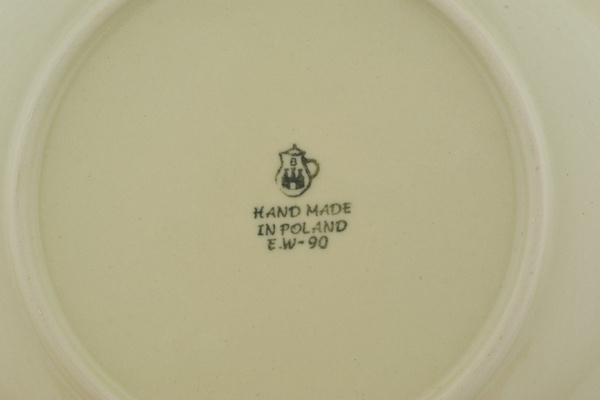 B
HAND MADE
IN POLAND
E.W-90